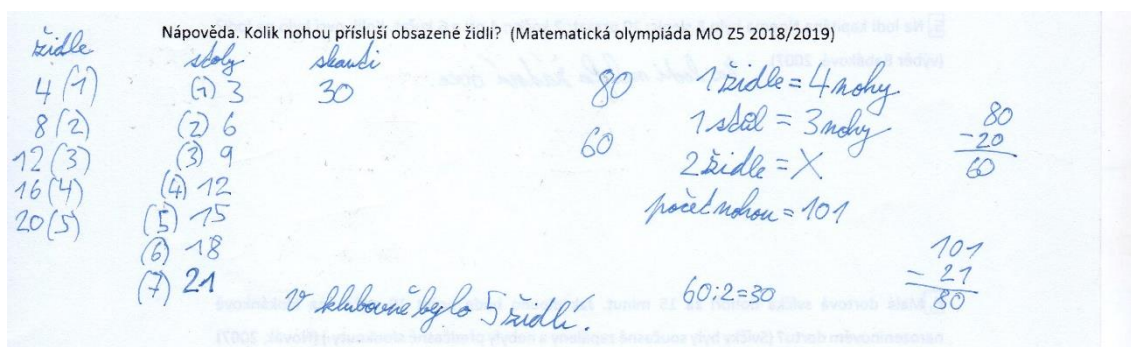 Nápověda. Kolik nohou přísluší obsazené židli? (Matematická olympiáda MO Z5 2018/2019)
židle
4 (1)
8 (2)
12 (3)
16 (4)
20 (5)
stoly
(1) 3
(2) 6
(3) 9
(4) 12
(5) 15
(6) 18
(7) 21
skauti
30
80
60
1 židle = 4 nohy
1 stůl = 3 nohy
2 židle = X
počet nohou = 101
60:2=30
80
-20
60
101
- 21
80
V klubovně bylo 5 židlí.